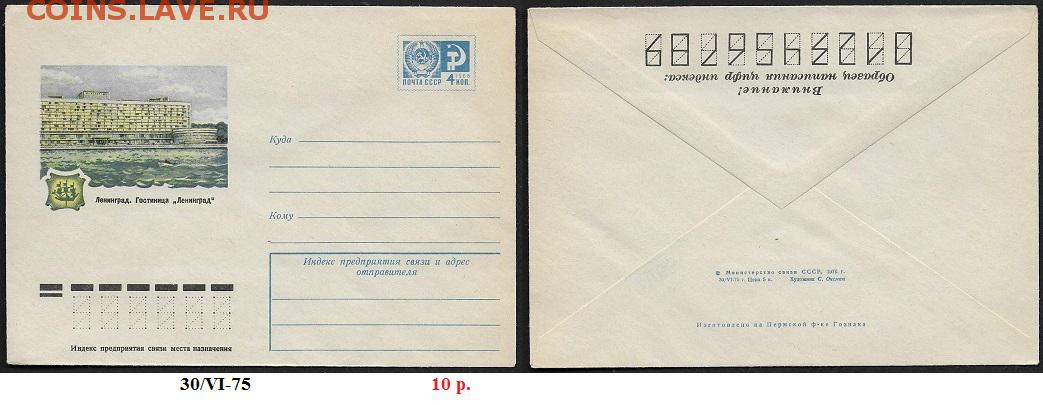 COINS.LAVE.RU
ПОЧТА СССР
1966
4 КОП.
Куда
Ленинград. Гостиница „Ленинград"
Кому
Индекс предприятия связи и адрес
отправителя
Индекс предприятия связи места назначения
Внимание!
Образец написания цифр индекса:
0123456789
© Министерство связи СССР, 1975 г.
30/VI-75 г. Цена 5 к. Художник С. Оксман
Изготовлено на Пермской ф-ке Гознака
30/VI-75
10 р.